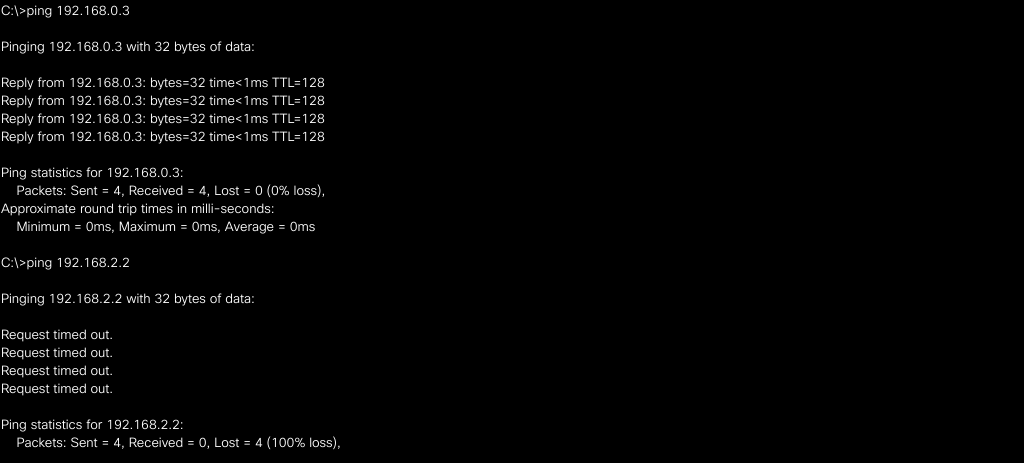 C:\>ping 192.168.0.3
Pinging 192.168.0.3 with 32 bytes of data:
Reply from 192.168.0.3: bytes=32 time<1ms TTL=128
Reply from 192.168.0.3: bytes=32 time<1ms TTL=128
Reply from 192.168.0.3: bytes=32 time<1ms TTL=128
Reply from 192.168.0.3: bytes=32 time<1ms TTL=128
Ping statistics for 192.168.0.3:
Packets: Sent = 4, Received = 4, Lost = 0 (0% loss),
Approximate round trip times in milli-seconds:
Minimum = 0ms, Maximum = 0ms, Average = 0ms
C:\>ping 192.168.2.2
Pinging 192.168.2.2 with 32 bytes of data:
Request timed out.
Request timed out.
Request timed out.
Request timed out.
Ping statistics for 192.168.2.2:
Packets: Sent = 4, Received = 0, Lost = 4 (100% loss),